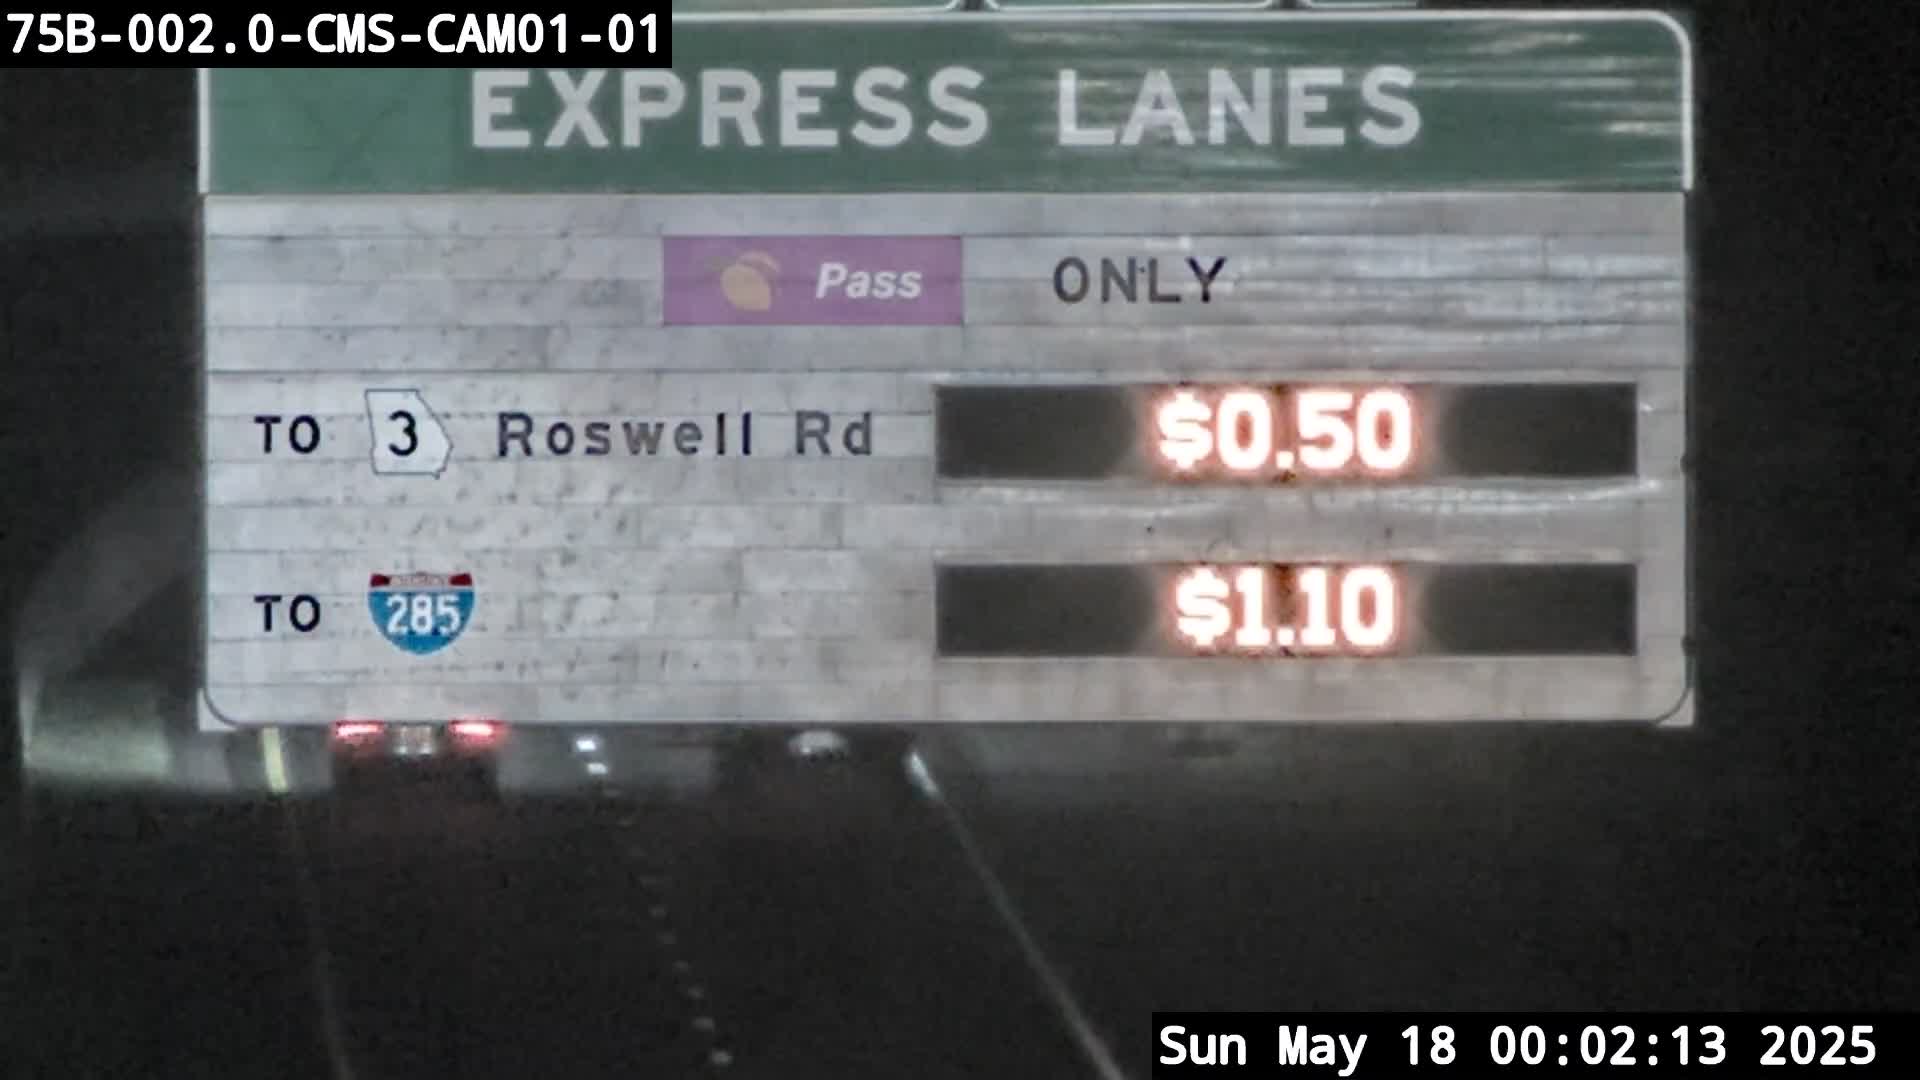 75B-002.0-CMS-CAM01-01
EXPRESS LANES
Pass ONLY
TO 3 Roswell Rd $0.50
TO 285 $1.10
Sun May 18 00:02:13 2025